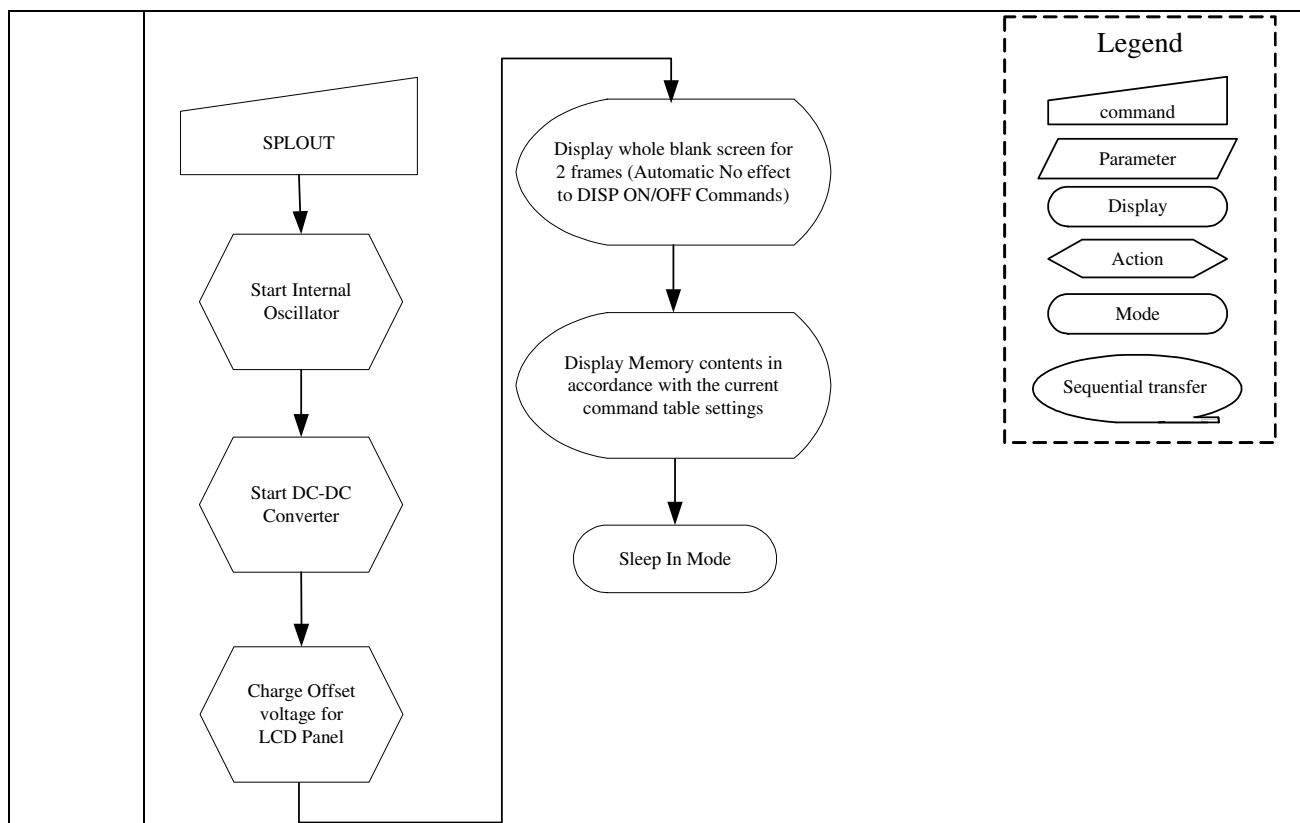 SPLOUT
Start Internal
Oscillator
Start DC-DC
Converter
Charge Offset
voltage for
LCD Panel
Display whole blank screen for
2 frames (Automatic No effect
to DISP ON/OFF Commands)
Display Memory contents in
accordance with the current
command table settings
Sleep In Mode
Legend
command
Parameter
Display
Action
Mode
Sequential transfer